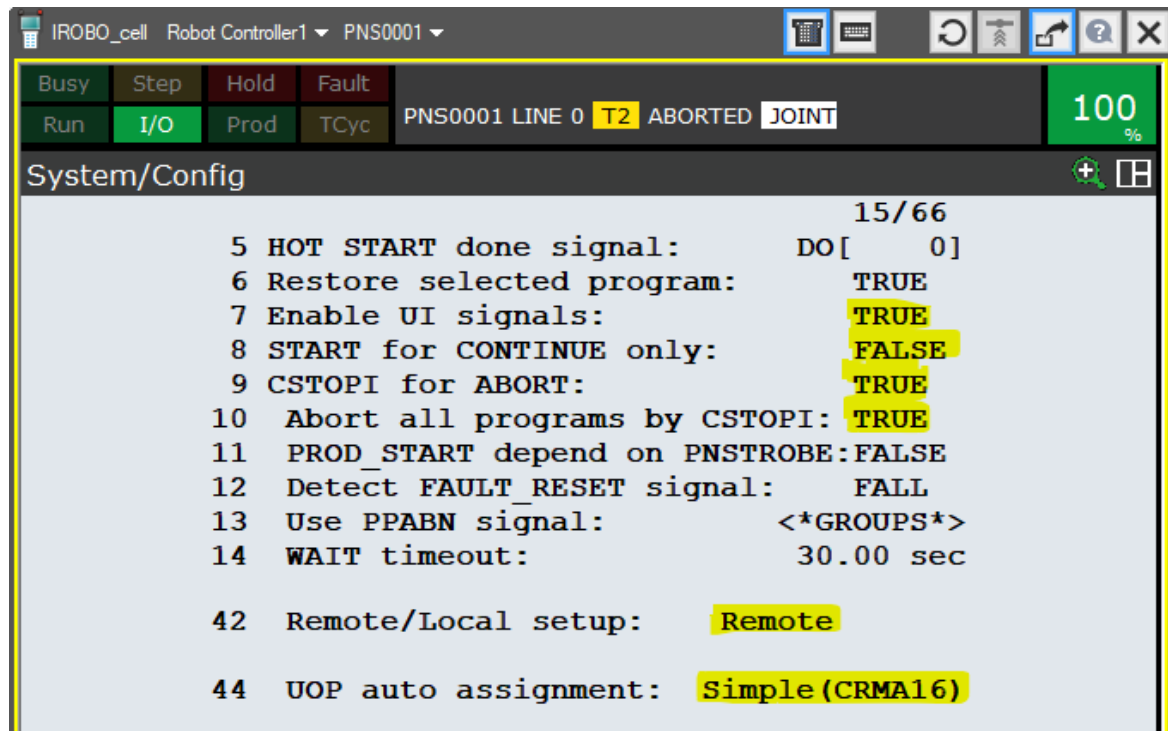 IROBO_cell Robot Controller1 PNS0001
Busy Step Hold Fault
Run I/O Prod TCyc
PNS0001 LINE 0 T2 ABORTED JOINT
100
%
System/Config
15/66
5 HOT START done signal: DO[ 0]
6 Restore selected program: TRUE
7 Enable UI signals: TRUE
8 START for CONTINUE only: FALSE
9 CSTOPI for ABORT: TRUE
10 Abort all programs by CSTOPI: TRUE
11 PROD_START depend on PNSTROBE:FALSE
12 Detect FAULT_RESET signal: FALL
13 Use PPABN signal: <*GROUPS*>
14 WAIT timeout: 30.00 sec
42 Remote/Local setup: Remote
44 UOP auto assignment: Simple(CRMA16)